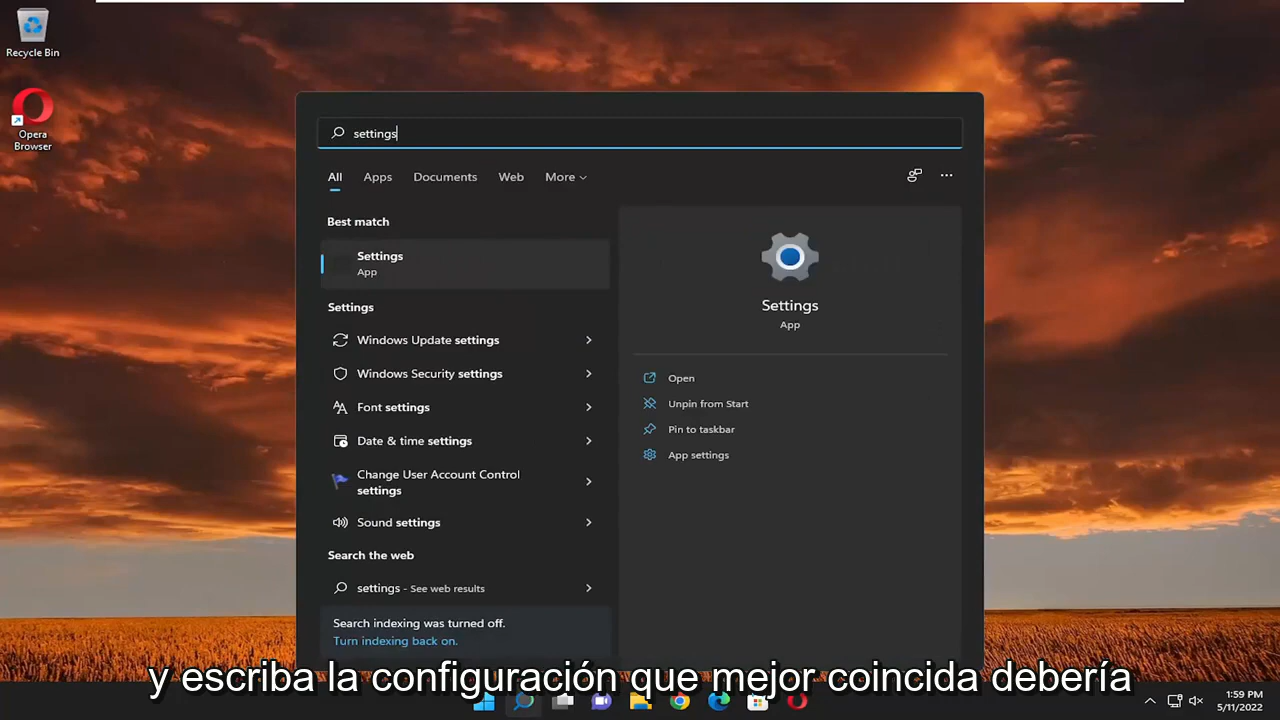 Recycle Bin
Opera
Browser
settings
All
Apps
Documents
Web
More
Best match
Settings
App
Settings
Windows Update settings
Windows Security settings
Font settings
Date & time settings
Change User Account Control
settings
Sound settings
Search the web
settings - See web results
Search indexing was turned off.
Turn indexing back on.
Settings
App
Open
Unpin from Start
Pin to taskbar
App settings
y escriba la configuración que mejor coincida debería
1:59 PM
5/11/2022